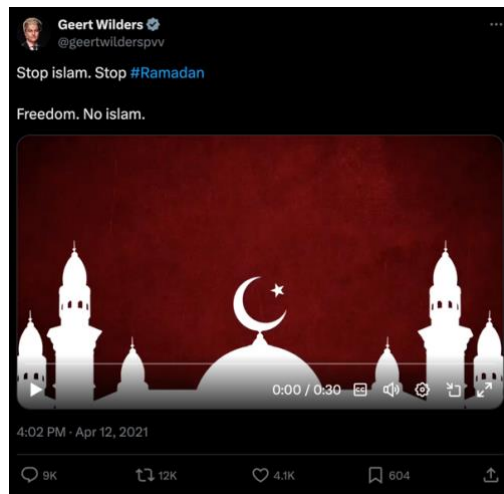 Geert Wilders
@geertwilderspvv
Stop islam. Stop #Ramadan
Freedom. No islam.
0:00 / 0:30 CC
4:02 PM · Apr 12, 2021
9K 12K 4.1K 604